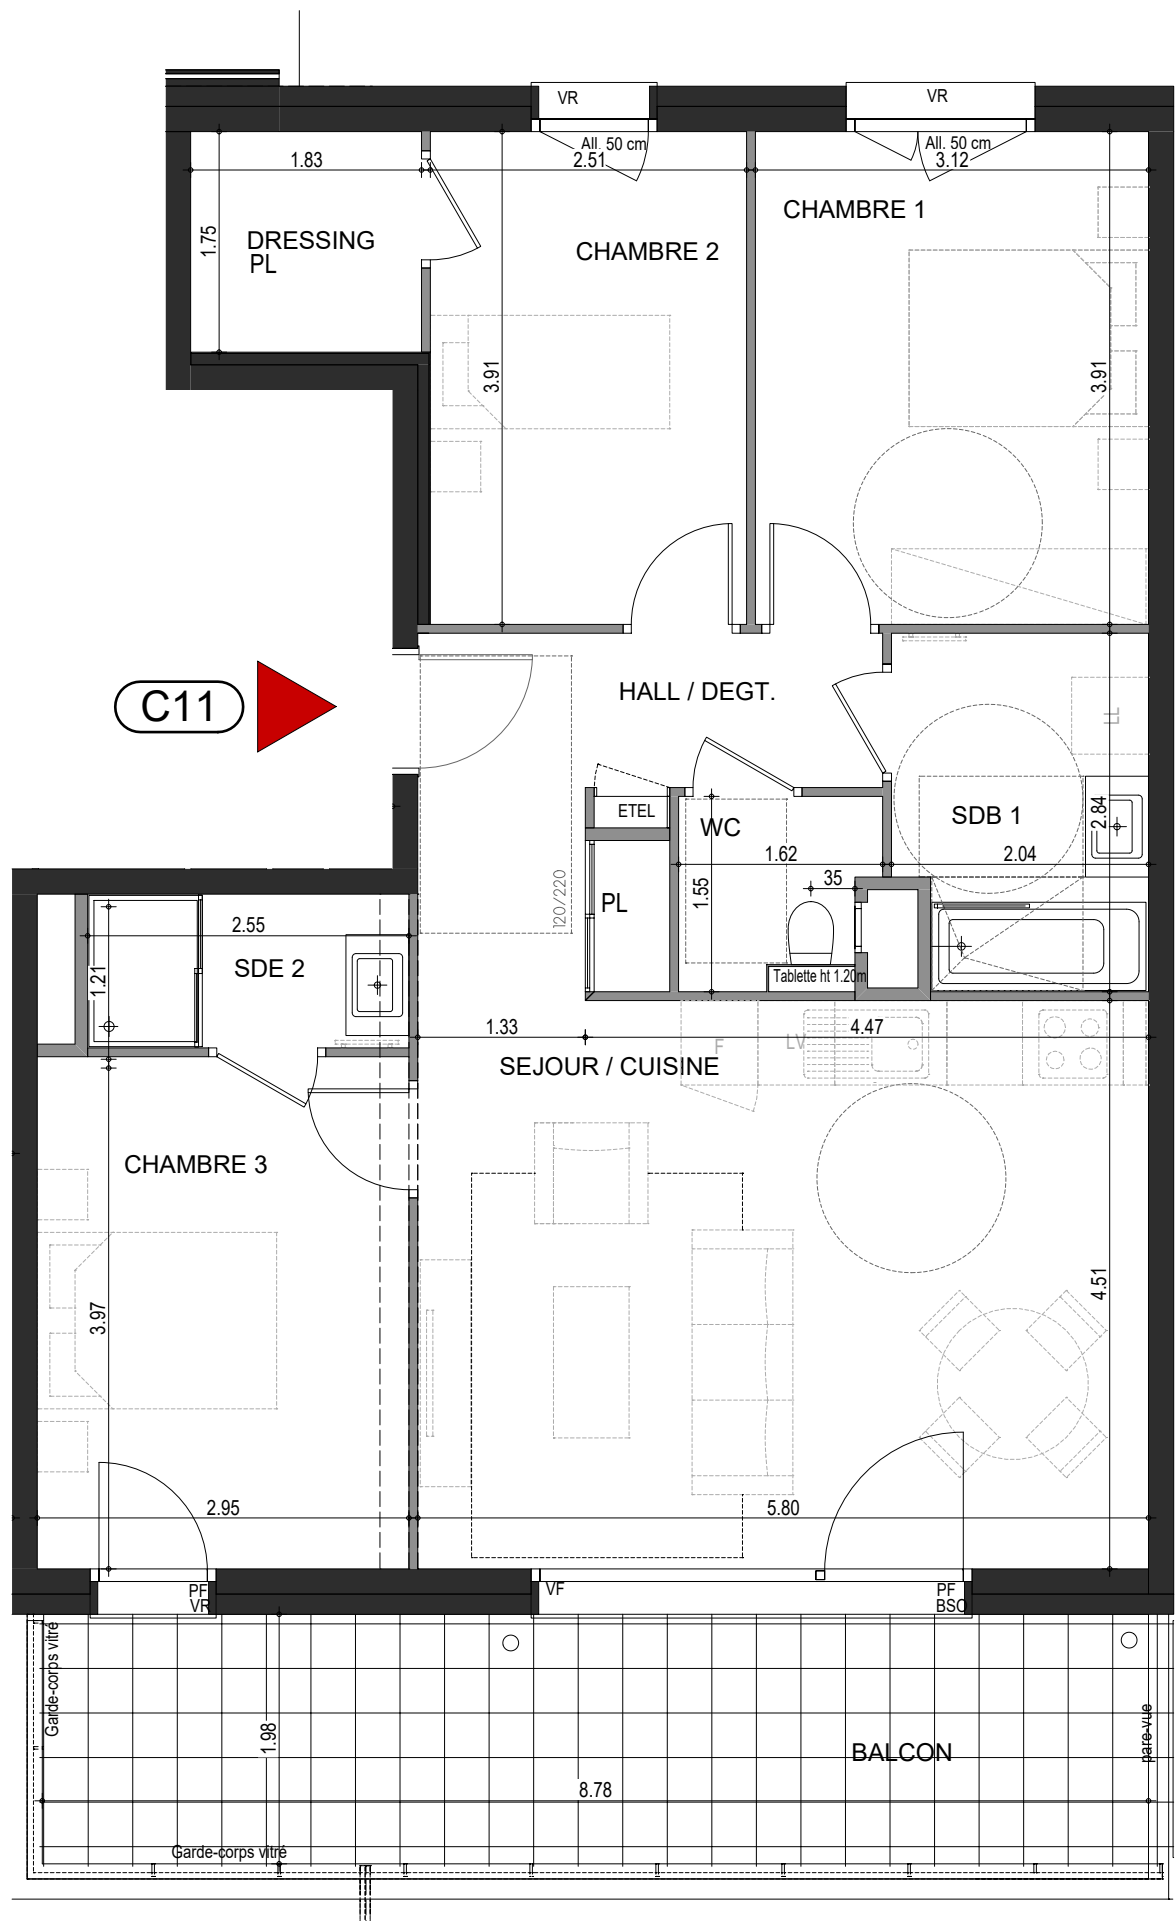 VR
VR
All. 50 cm
All. 50 cm
1.83
2.51
3.12
CHAMBRE 1
1.75
DRESSING
PL
CHAMBRE 2
3.91
3.91
C11
HALL / DEGT.
LL
ETEL
WC
SDB 1
2.84
1.62
2.04
35
1.55
120/220
PL
2.55
SDE 2
1.21
Tablette ht 1.20m
1.33
4.47
F
LV
SEJOUR / CUISINE
CHAMBRE 3
3.97
4.51
2.95
5.80
PF
VR
VF
PF
BSO
Garde-corps vitré
1.98
BALCON
pare-vue
8.78
Garde-corps vitré